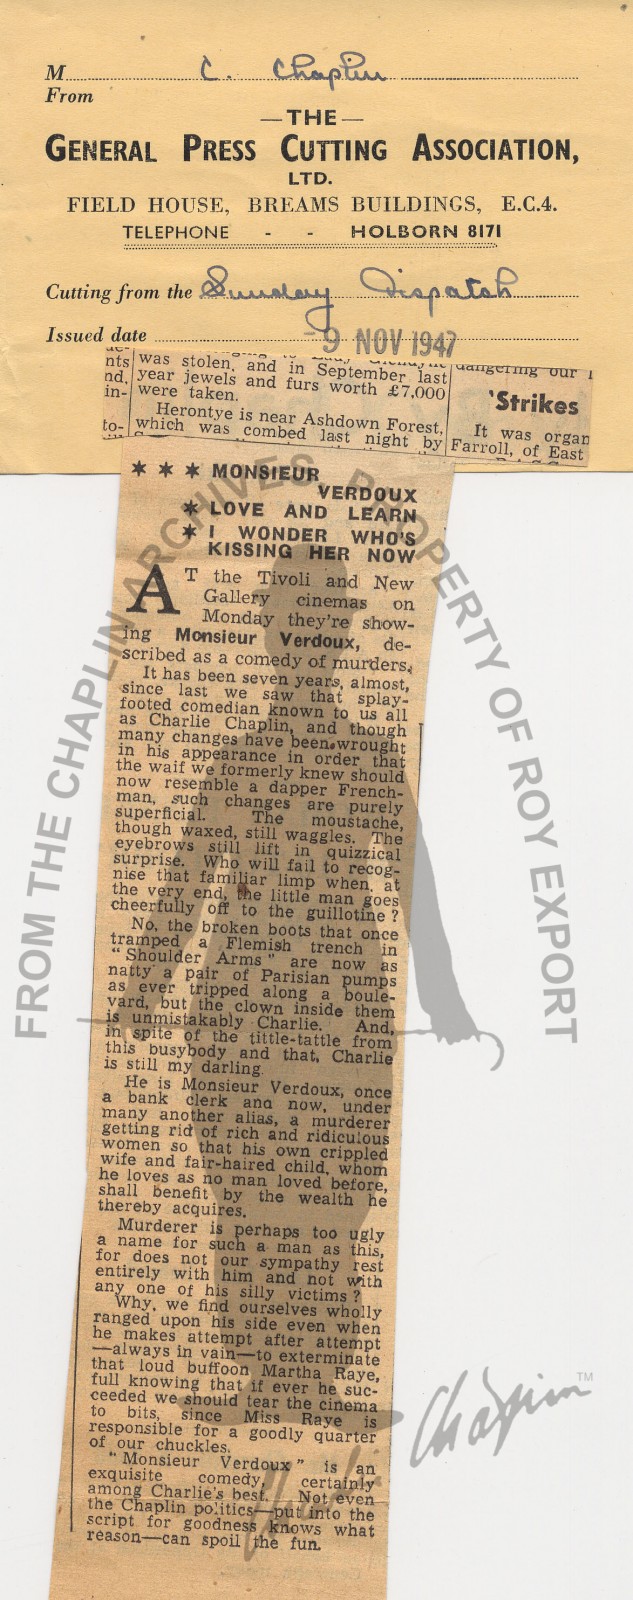 M C. Chaplin
From
— THE —
GENERAL PRESS CUTTING ASSOCIATION,
LTD.
FIELD HOUSE, BREAMS BUILDINGS, E.C.4.
TELEPHONE - - HOLBORN 8171
Cutting from the Sunday Dispatch
Issued date -9 NOV 1947
was stolen, and in September last
year jewels and furs worth £7,000
were taken.
Herontye is near Ashdown Forest,
which was combed last night by
nts
nd,
in-
to-
dangering our
'Strikes
It was organ
Farroll, of East
* * * MONSIEUR
VERDOUX
* LOVE AND LEARN
* I WONDER WHO'S
KISSING HER NOW
AT the Tivoli and New
Gallery cinemas on
Monday they're show-
ing Monsieur Verdoux, de-
scribed as a comedy of murders.
It has been seven years, almost,
since last we saw that splay-
footed comedian known to us all
as Charlie Chaplin, and though
many changes have been wrought
in his appearance in order that
the waif we formerly knew should
now resemble a dapper French-
man, such changes are purely
superficial. The moustache,
though waxed, still waggles. The
eyebrows still lift in quizzical
surprise. Who will fail to recog-
nise that familiar limp when, at
the very end, the little man goes
cheerfully off to the guillotine?
No, the broken boots that once
tramped a Flemish trench in
"Shoulder Arms" are now as
natty a pair of Parisian pumps
as ever tripped along a boule-
vard, but the clown inside them
is unmistakably Charlie. And,
in spite of the tittle-tattle from
this busybody and that, Charlie
is still my darling.
He is Monsieur Verdoux, once
a bank clerk and now, under
many another alias, a murderer
getting rid of rich and ridiculous
women so that his own crippled
wife and fair-haired child, whom
he loves as no man loved before,
shall benefit by the wealth he
thereby acquires.
Murderer is perhaps too ugly
a name for such a man as this,
for does not our sympathy rest
entirely with him and not with
any one of his silly victims?
Why, we find ourselves wholly
ranged upon his side even when
he makes attempt after attempt
—always in vain—to exterminate
that loud buffoon Martha Raye,
full knowing that if ever he suc-
ceeded we should tear the cinema
to bits, since Miss Raye is
responsible for a goodly quarter
of our chuckles.
"Monsieur Verdoux" is an
exquisite comedy, certainly
among Charlie's best. Not even
the Chaplin politics—put into the
script for goodness knows what
reason—can spoil the fun.
FROM THE CHAPLIN ARCHIVES, PROPERTY OF ROY EXPORT
Chaplin TM